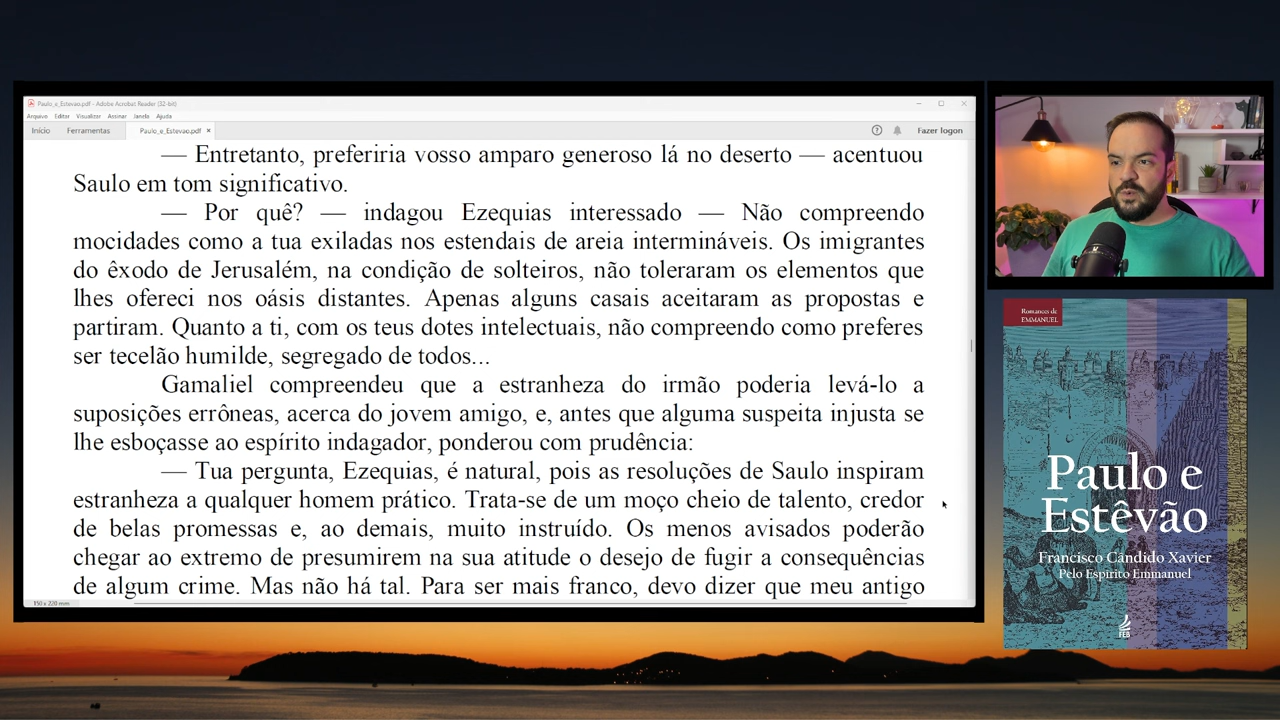 Paulo_e_Estevao.pdf - Adobe Acrobat Reader (32-bit)
Arquivo Editar Visualizar Assinar Janela Ajuda
Início Ferramentas Paulo_e_Estevao.pdf × Fazer logon
— Entretanto, preferiria vosso amparo generoso lá no deserto — acentuou
Saulo em tom significativo.
— Por quê? — indagou Ezequias interessado — Não compreendo
mocidades como a tua exiladas nos estendais de areia intermináveis. Os imigrantes
do êxodo de Jerusalém, na condição de solteiros, não toleraram os elementos que
lhes ofereci nos oásis distantes. Apenas alguns casais aceitaram as propostas e
partiram. Quanto a ti, com os teus dotes intelectuais, não compreendo como preferes
ser tecelão humilde, segregado de todos...
Gamaliel compreendeu que a estranheza do irmão poderia levá-lo a
suposições errôneas, acerca do jovem amigo, e, antes que alguma suspeita injusta se
lhe esboçasse ao espírito indagador, ponderou com prudência:
— Tua pergunta, Ezequias, é natural, pois as resoluções de Saulo inspiram
estranheza a qualquer homem prático. Trata-se de um moço cheio de talento, credor
de belas promessas e, ao demais, muito instruído. Os menos avisados poderão
chegar ao extremo de presumirem na sua atitude o desejo de fugir a consequências
de algum crime. Mas não há tal. Para ser mais franco, devo dizer que meu antigo
150 x 220 mm
Romances de
EMMANUEL
Paulo e
Estêvão
Francisco Cândido Xavier
Pelo Espírito Emmanuel
FEB